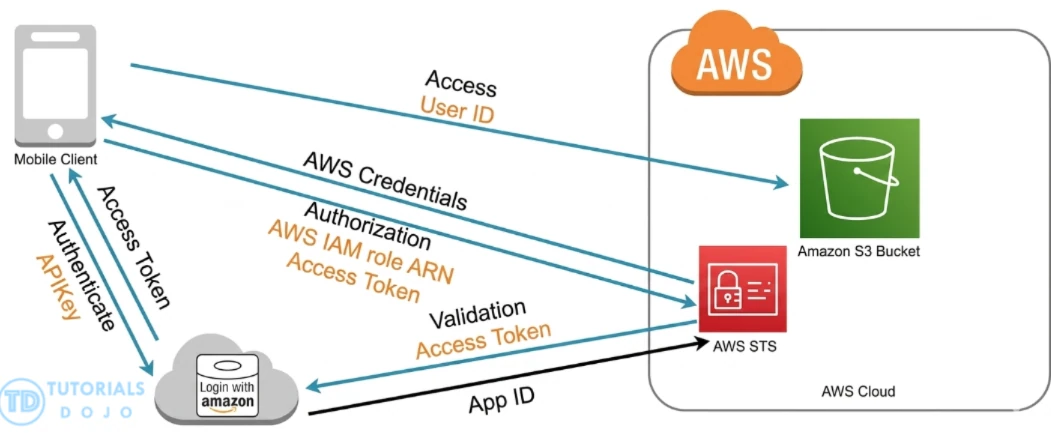 AWS
Access
User ID
Mobile Client
AWS Credentials
Authorization
AWS IAM role ARN
Access Token
Access Token
Authenticate
APIKey
Amazon S3 Bucket
Validation
Access Token
AWS STS
App ID
AWS Cloud
Login with
amazon
TD
TUTORIALS
DOJO